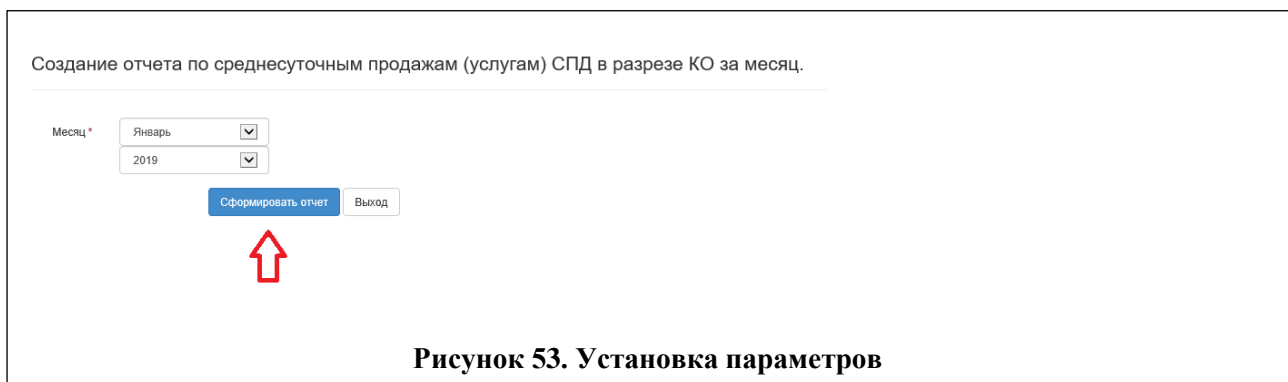 Создание отчета по среднесуточным продажам (услугам) СПД в разрезе КО за месяц.
Месяц * Январь
2019
Сформировать отчет Выход
Рисунок 53. Установка параметров